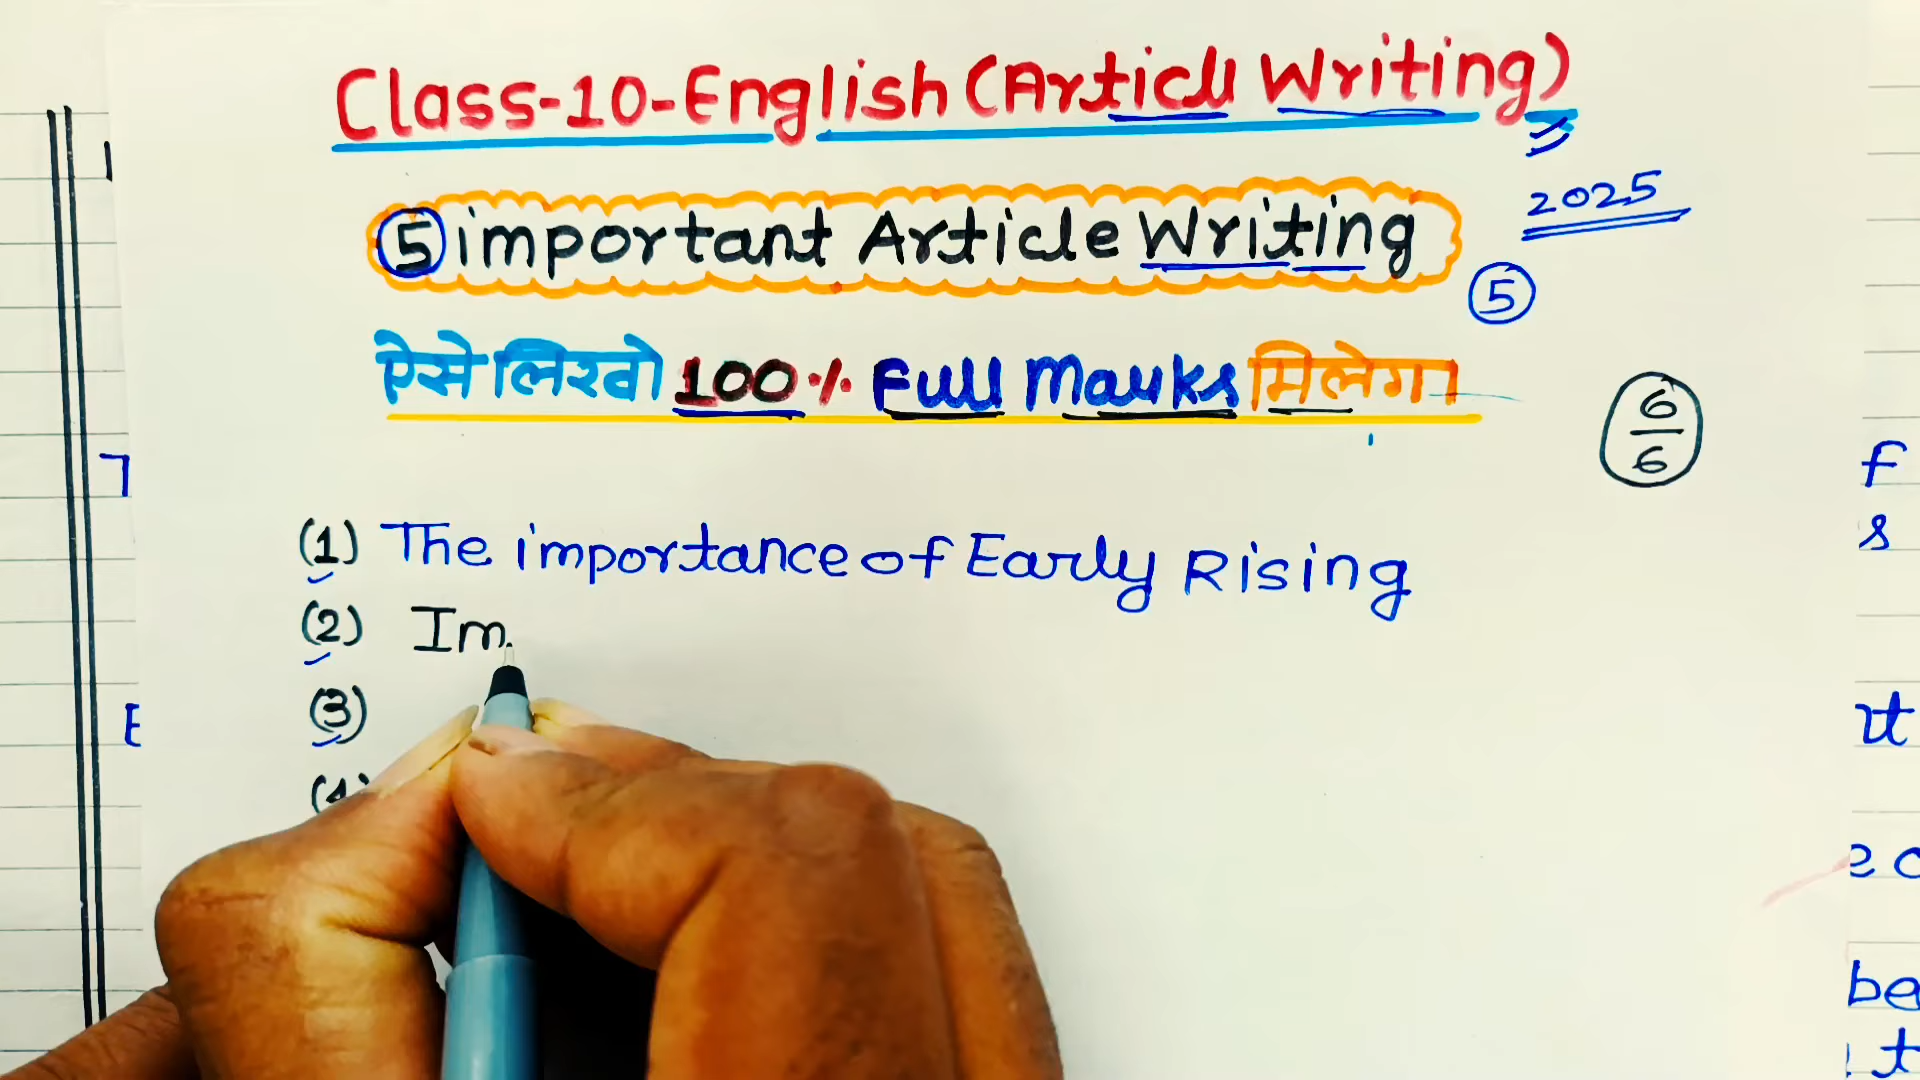 Class-10-English (Article Writing)
2025
5 important Article Writing
5
ऐसे लिखो 100% Full Marks मिलेगा
6
6
(1) The importance of Early Rising
(2) Im
(3)
(4)